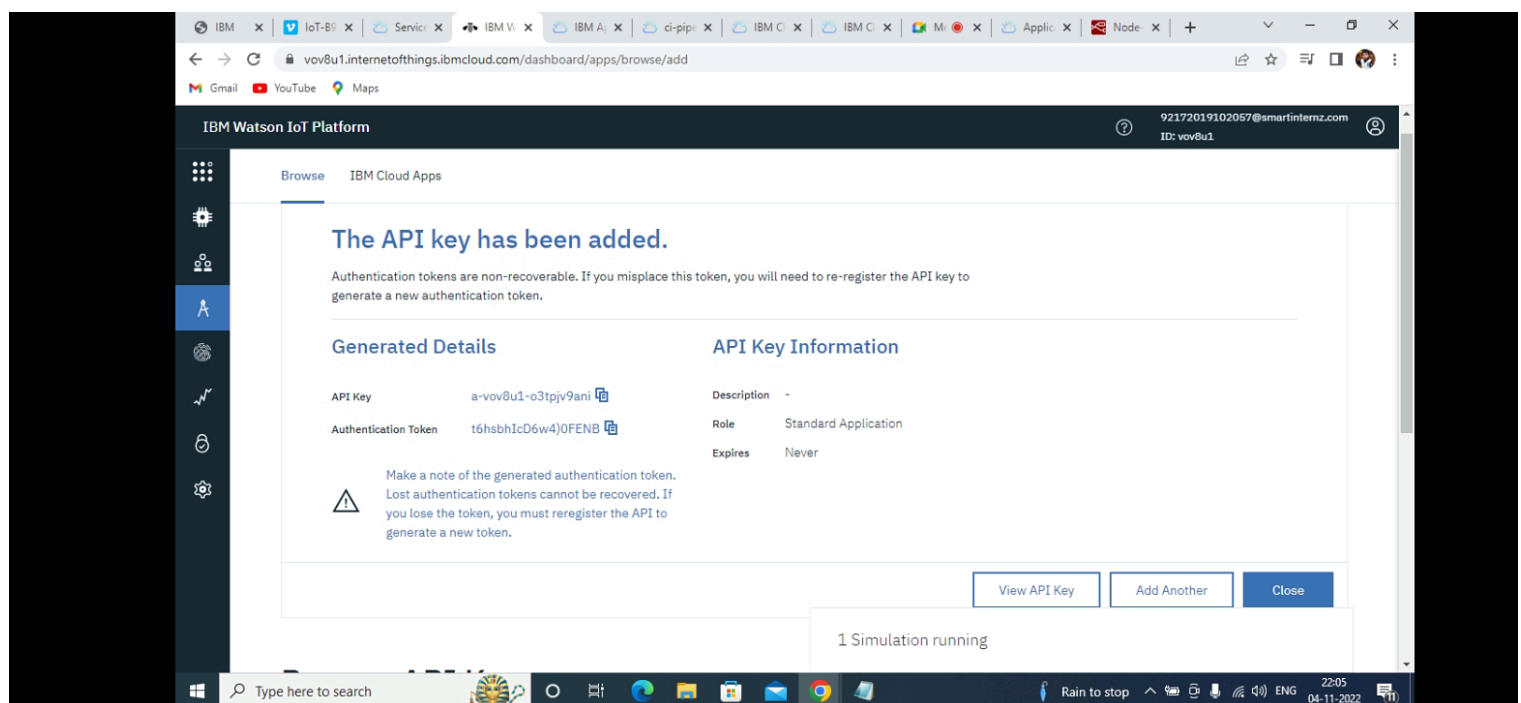 IBM
IoT-B9
Servic
IBM W
IBM A
ci-pipe
IBM Cl
IBM Cl
Me
Applic
Node-
vov8u1.internetofthings.ibmcloud.com/dashboard/apps/browse/add
Gmail YouTube Maps
IBM Watson IoT Platform
92172019102057@smartinternz.com
ID: vov8u1
Browse IBM Cloud Apps
The API key has been added.
Authentication tokens are non-recoverable. If you misplace this token, you will need to re-register the API key to
generate a new authentication token.
Generated Details
API Key a-vov8u1-o3tpjv9ani
Authentication Token t6hsbhIcD6w4)0FENB
Make a note of the generated authentication token.
Lost authentication tokens cannot be recovered. If
you lose the token, you must reregister the API to
generate a new token.
API Key Information
Description -
Role Standard Application
Expires Never
View API Key Add Another Close
1 Simulation running
Type here to search
Rain to stop
ENG
22:05
04-11-2022